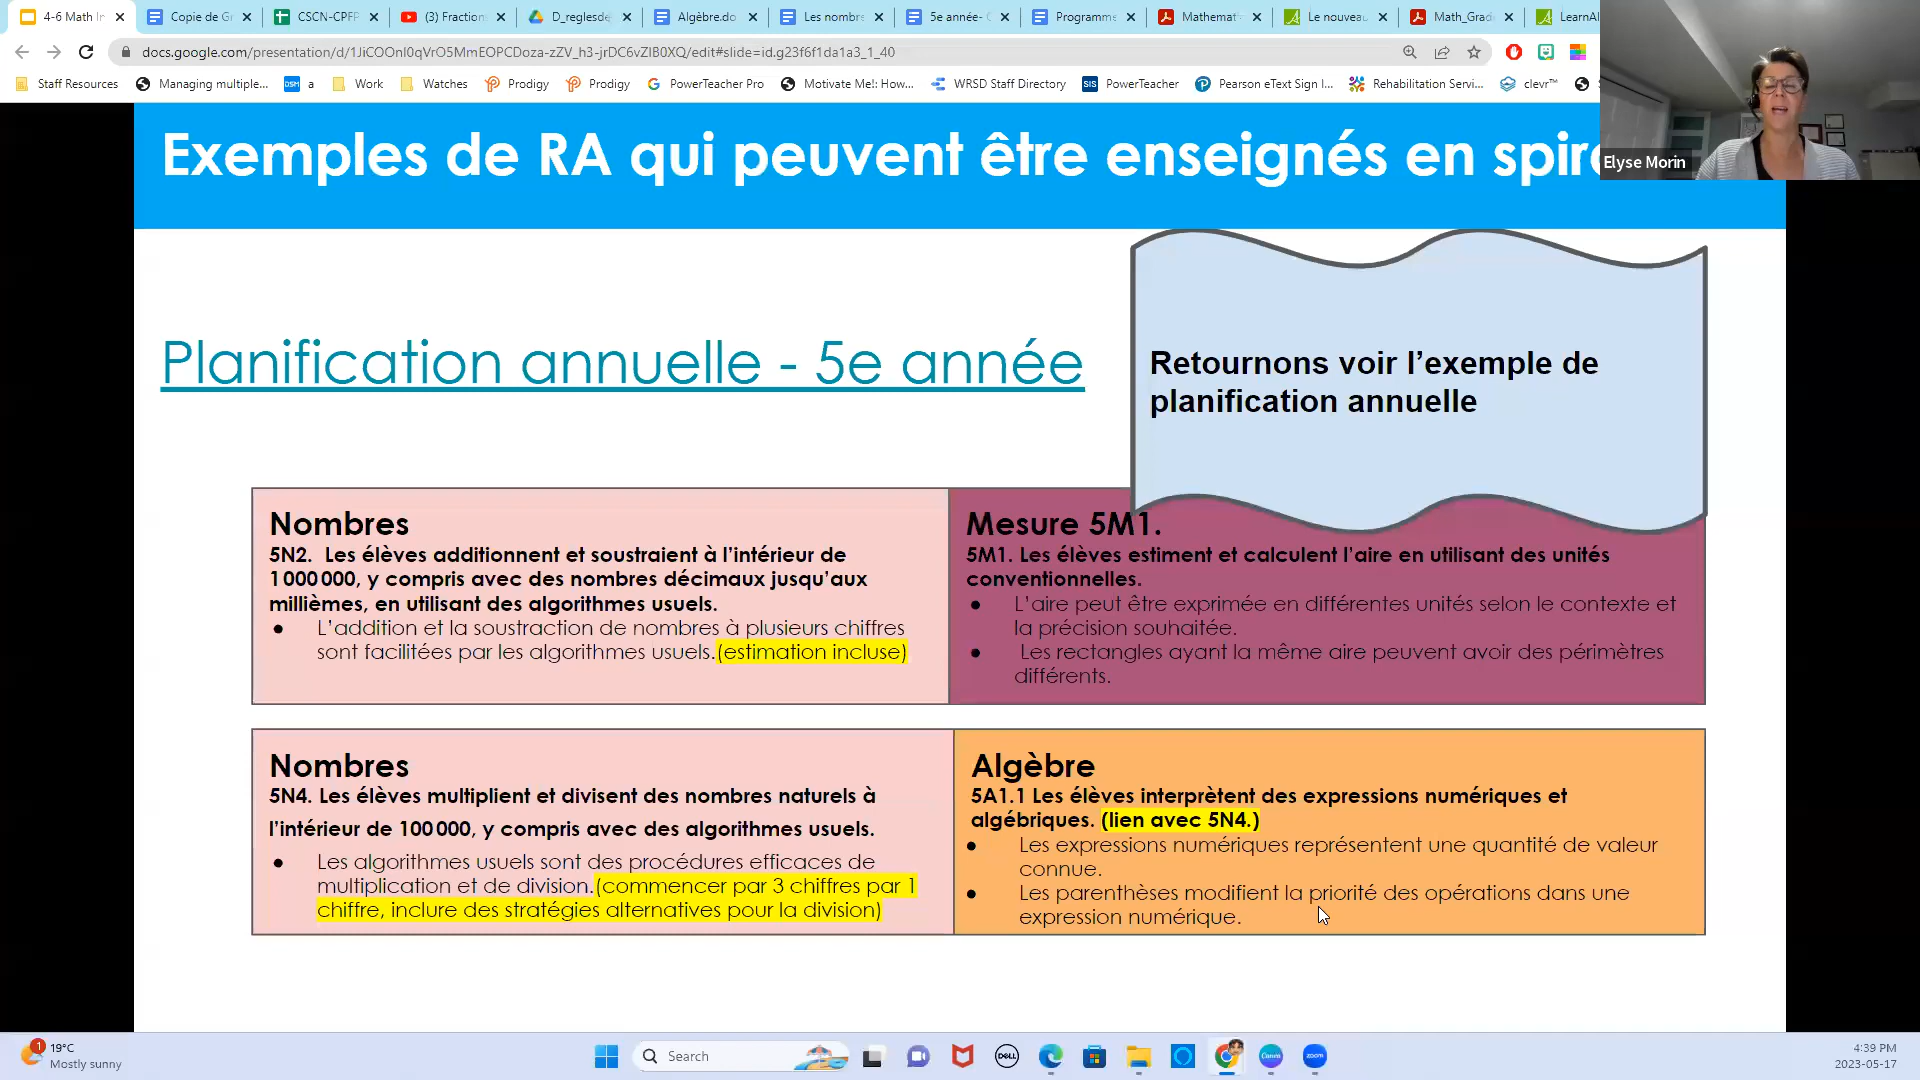 4-6 Math In
Copie de Gr
CSCN-CPFP
(3) Fraction
D_reglesde
Algèbre.do
Les nombre
5e année- C
Programme
Mathemat
Le nouveau
Math_Grad
LearnAl
docs.google.com/presentation/d/1JiCOOnI0qVrO5MmEOPCDoza-zZV_h3-jrDC6vZIB0XQ/edit#slide=id.g23f6f1da1a3_1_40
Staff Resources
Managing multiple...
DSM a
Work
Watches
Prodigy
Prodigy
PowerTeacher Pro
Motivate Me!: How...
WRSD Staff Directory
SIS PowerTeacher
Pearson eText Sign I...
Rehabilitation Servi...
clevr™
Elyse Morin
Exemples de RA qui peuvent être enseignés en spir
Planification annuelle - 5e année
Retournons voir l'exemple de
planification annuelle
Nombres
5N2. Les élèves additionnent et soustraient à l'intérieur de
1 000 000, y compris avec des nombres décimaux jusqu'aux
millièmes, en utilisant des algorithmes usuels.
● L'addition et la soustraction de nombres à plusieurs chiffres
sont facilitées par les algorithmes usuels.(estimation incluse)
Mesure 5M1.
5M1. Les élèves estiment et calculent l'aire en utilisant des unités
conventionnelles.
● L'aire peut être exprimée en différentes unités selon le contexte et
la précision souhaitée.
● Les rectangles ayant la même aire peuvent avoir des périmètres
différents.
Nombres
5N4. Les élèves multiplient et divisent des nombres naturels à
l'intérieur de 100 000, y compris avec des algorithmes usuels.
● Les algorithmes usuels sont des procédures efficaces de
multiplication et de division.(commencer par 3 chiffres par 1
chiffre, inclure des stratégies alternatives pour la division)
Algèbre
5A1.1 Les élèves interprètent des expressions numériques et
algébriques. (lien avec 5N4.)
● Les expressions numériques représentent une quantité de valeur
connue.
● Les parenthèses modifient la priorité des opérations dans une
expression numérique.
1
19°C
Mostly sunny
Search
DELL
Canva
zoom
4:39 PM
2023-05-17